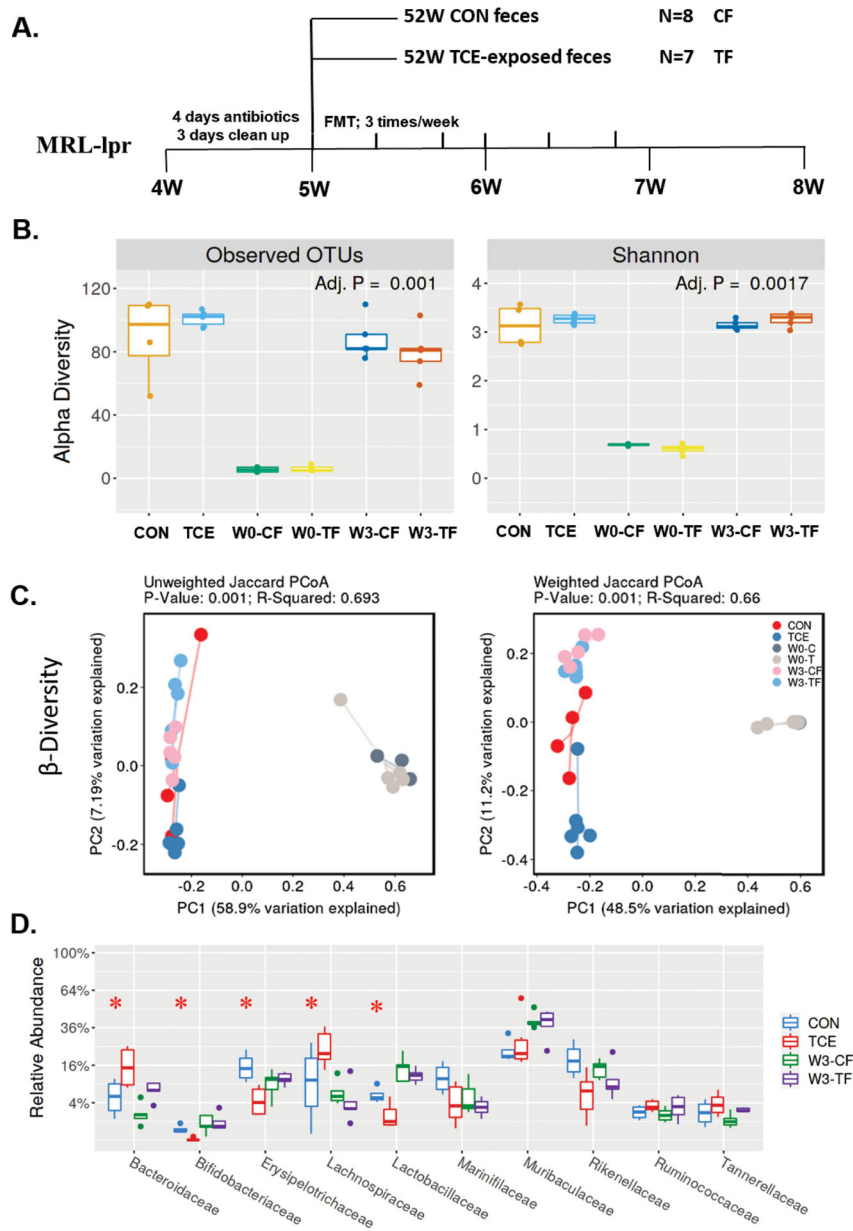 A.
52W CON feces N=8 CF
52W TCE-exposed feces N=7 TF
4 days antibiotics
3 days clean up
FMT; 3 times/week
MRL-lpr
4W 5W 6W 7W 8W
B.
Observed OTUs
Shannon
Adj. P = 0.001
Adj. P = 0.0017
Alpha Diversity
120
80
40
0
4
3
2
1
0
CON TCE W0-CF W0-TF W3-CF W3-TF
CON TCE W0-CF W0-TF W3-CF W3-TF
C.
Unweighted Jaccard PCoA
P-Value: 0.001; R-Squared: 0.693
Weighted Jaccard PCoA
P-Value: 0.001; R-Squared: 0.66
β-Diversity
PC2 (7.19% variation explained)
0.2
0.0
-0.2
-0.2 0.0 0.2 0.4 0.6
PC1 (58.9% variation explained)
PC2 (11.2% variation explained)
0.2
0.0
-0.2
-0.4
-0.4 -0.2 0.0 0.2 0.4 0.6
PC1 (48.5% variation explained)
CON
TCE
W0-C
W0-T
W3-CF
W3-TF
D.
Relative Abundance
100%
64%
36%
16%
4%
* * * * *
Bacteroidaceae
Bifidobacteriaceae
Erysipelotrichaceae
Lachnospiraceae
Lactobacillaceae
Marinifilaceae
Muribaculaceae
Rikenellaceae
Ruminococcaceae
Tannerellaceae
CON
TCE
W3-CF
W3-TF